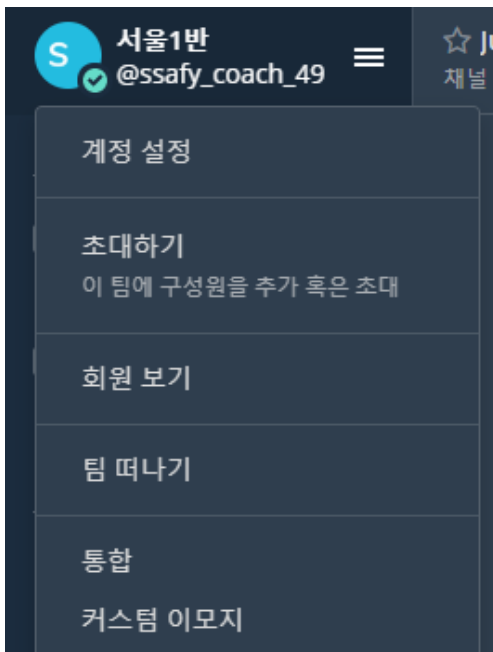 S
서울1반
@ssafy_coach_49
채널
계정 설정
초대하기
이 팀에 구성원을 추가 혹은 초대
회원 보기
팀 떠나기
통합
커스텀 이모지